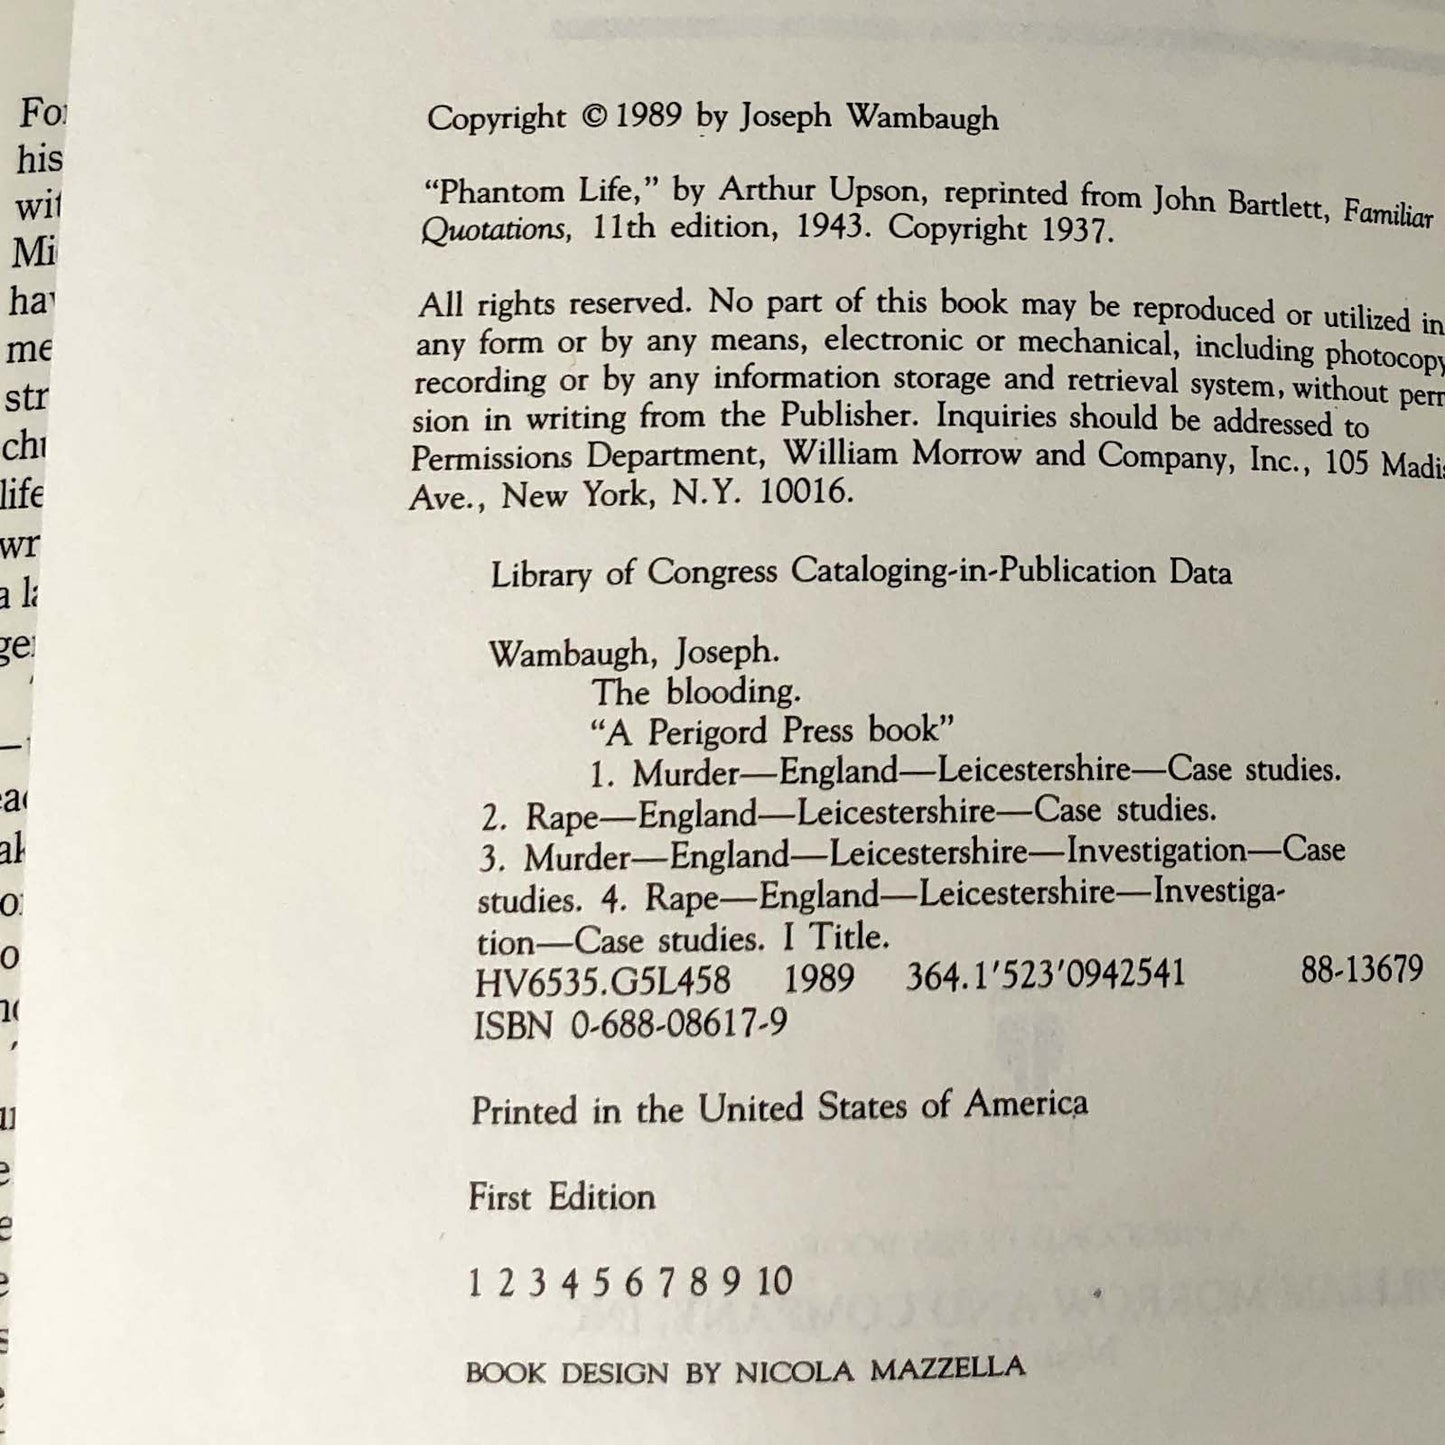 Copyright © 1989 by Joseph Wambaugh
“Phantom Life,” by Arthur Upson, reprinted from John Bartlett, Familiar
Quotations, 11th edition, 1943. Copyright 1937.
All rights reserved. No part of this book may be reproduced or utilized in
any form or by any means, electronic or mechanical, including photocopy
recording or by any information storage and retrieval system, without perm
sion in writing from the Publisher. Inquiries should be addressed to
Permissions Department, William Morrow and Company, Inc., 105 Madis
Ave., New York, N.Y. 10016.
Library of Congress Cataloging-in-Publication Data
Wambaugh, Joseph.
The blooding.
“A Perigord Press book”
1. Murder—England—Leicestershire—Case studies.
2. Rape—England—Leicestershire—Case studies.
3. Murder—England—Leicestershire—Investigation—Case
studies. 4. Rape—England—Leicestershire—Investiga-
tion—Case studies. I Title.
HV6535.G5L458 1989 364.1′523′0942541 88-13679
ISBN 0-688-08617-9
Printed in the United States of America
First Edition
1 2 3 4 5 6 7 8 9 10
BOOK DESIGN BY NICOLA MAZZELLA